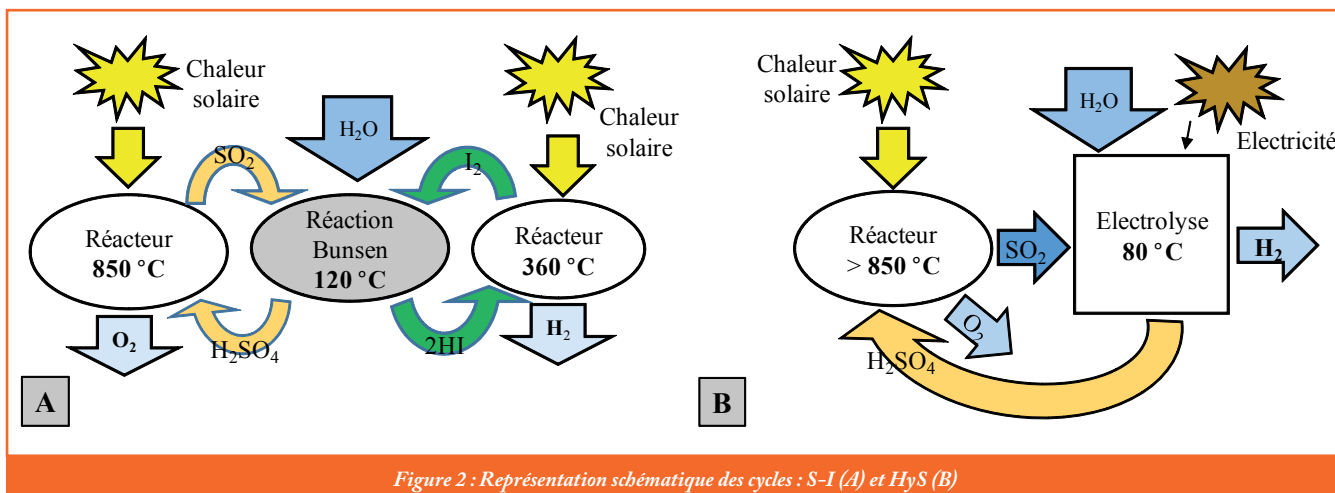 Chaleur
solaire
SO₂
H₂O
I₂
Chaleur
solaire
Réacteur
850 °C
Réaction
Bunsen
120 °C
Réacteur
360 °C
O₂
H₂SO₄
2HI
H₂
A
Chaleur
solaire
H₂O
Electricité
Réacteur
> 850 °C
SO₂
Electrolyse
80 °C
H₂
O₂
H₂SO₄
B
Figure 2 : Représentation schématique des cycles : S-I (A) et HyS (B)